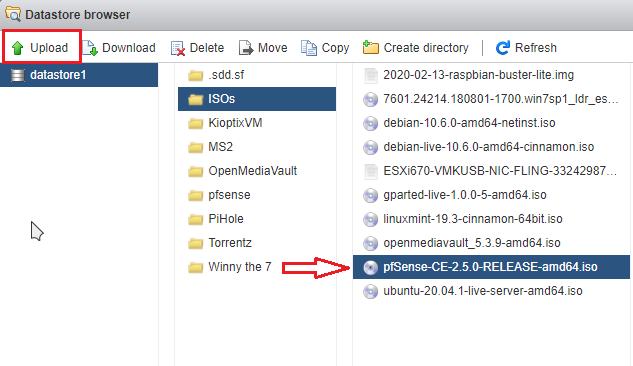 Datastore browser
Upload Download Delete Move Copy Create directory Refresh
datastore1
.sdd.sf
ISOs
KioptixVM
MS2
OpenMediaVault
pfsense
PiHole
Torrentz
Winny the 7
2020-02-13-raspbian-buster-lite.img
7601.24214.180801-1700.win7sp1_ldr_es...
debian-10.6.0-amd64-netinst.iso
debian-live-10.6.0-amd64-cinnamon.iso
ESXi670-VMKUSB-NIC-FLING-33242987...
gparted-live-1.0.0-5-amd64.iso
linuxmint-19.3-cinnamon-64bit.iso
openmediavault_5.3.9-amd64.iso
pfSense-CE-2.5.0-RELEASE-amd64.iso
ubuntu-20.04.1-live-server-amd64.iso